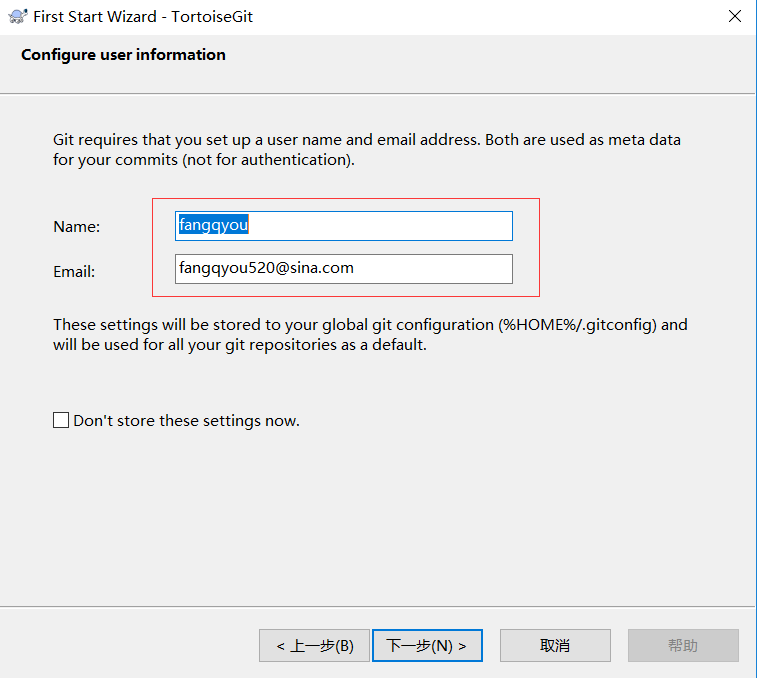 First Start Wizard - TortoiseGit
Configure user information
Git requires that you set up a user name and email address. Both are used as meta data
for your commits (not for authentication).
Name: fangqyou
Email: fangqyou520@sina.com
These settings will be stored to your global git configuration (%HOME%/.gitconfig) and
will be used for all your git repositories as a default.
Don't store these settings now.
< 上一步(B) 下一步(N) > 取消 帮助